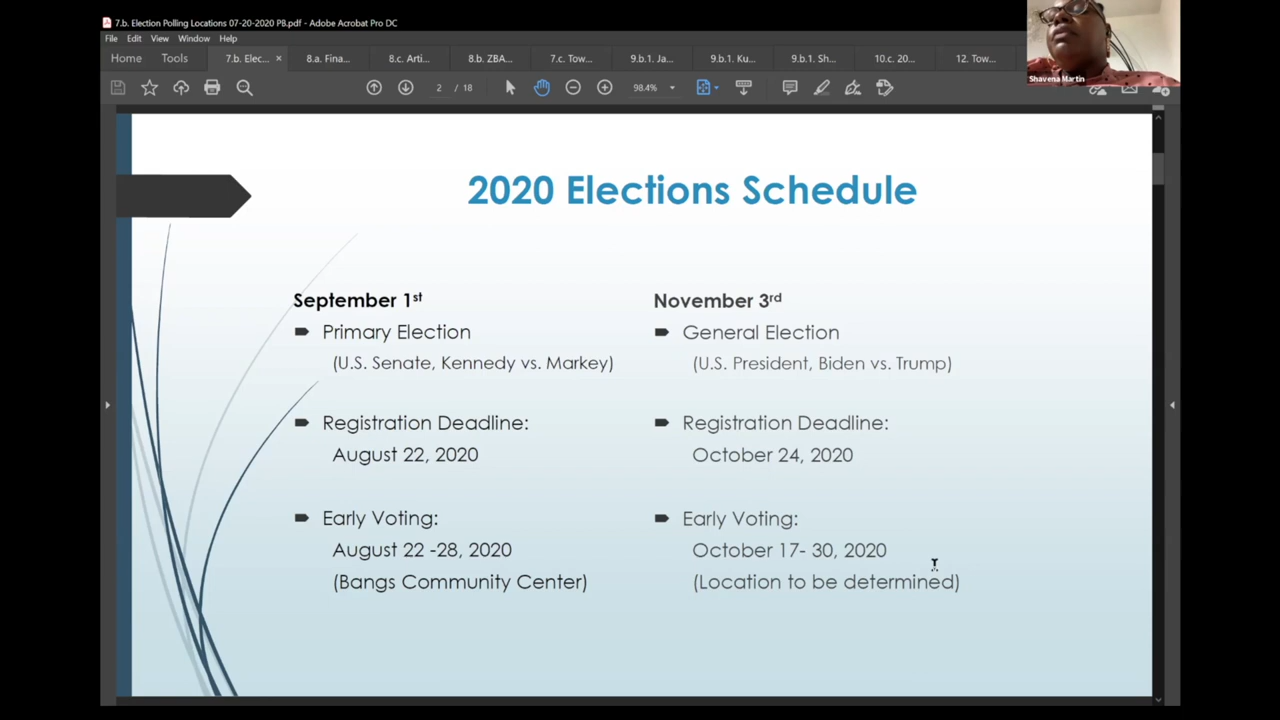 7.b. Election Polling Locations 07-20-2020 PB.pdf - Adobe Acrobat Pro DC
File Edit View Window Help
Home Tools 7.b. Elec... × 8.a. Fina... 8.c. Arti... 8.b. ZBA... 7.c. Tow... 9.b.1. Ja... 9.b.1. Ku... 9.b.1. Sh... 10.c. 20... 12. Tow...
Shavena Martin
2 / 18 98.4%
2020 Elections Schedule
September 1st
Primary Election
(U.S. Senate, Kennedy vs. Markey)
Registration Deadline:
August 22, 2020
Early Voting:
August 22 -28, 2020
(Bangs Community Center)
November 3rd
General Election
(U.S. President, Biden vs. Trump)
Registration Deadline:
October 24, 2020
Early Voting:
October 17- 30, 2020
(Location to be determined)